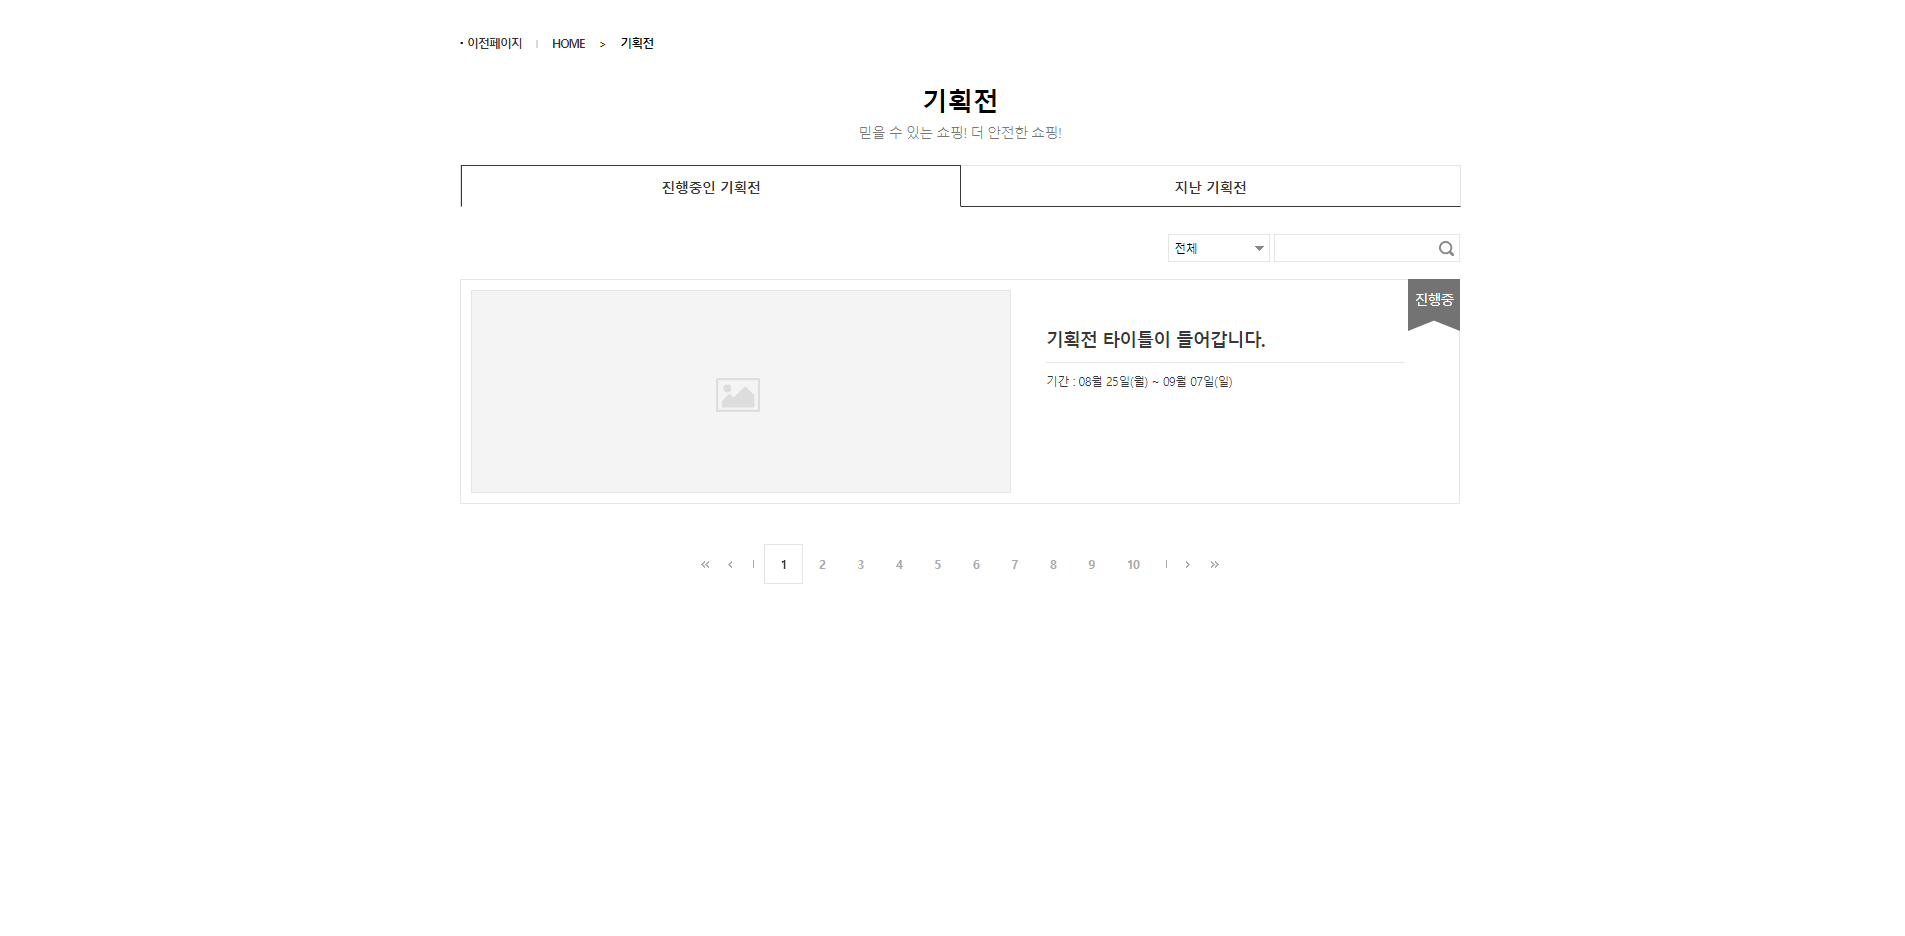 · 이전페이지 | HOME > 기획전
기획전
믿을 수 있는 쇼핑! 더 안전한 쇼핑!
진행중인 기획전 지난 기획전
전체
진행중
기획전 타이틀이 들어갑니다.
기간 : 08월 25일(월) ~ 09월 07일(일)
« ‹ | 1 2 3 4 5 6 7 8 9 10 | › »